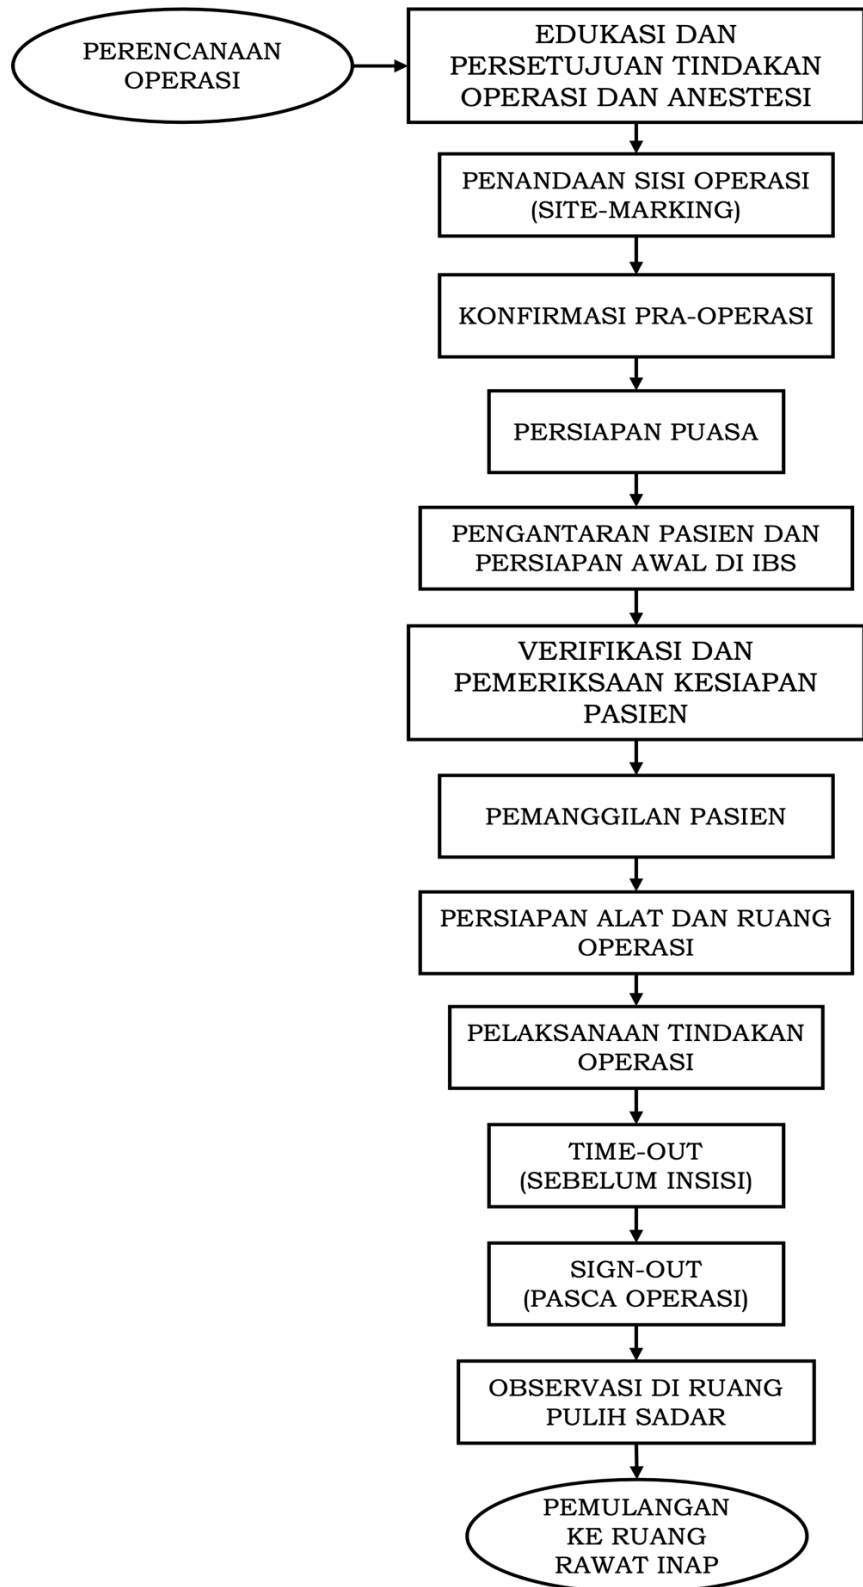 PERENCANAAN
OPERASI
EDUKASI DAN
PERSETUJUAN TINDAKAN
OPERASI DAN ANESTESI
PENANDAAN SISI OPERASI
(SITE-MARKING)
KONFIRMASI PRA-OPERASI
PERSIAPAN PUASA
PENGANTARAN PASIEN DAN
PERSIAPAN AWAL DI IBS
VERIFIKASI DAN
PEMERIKSAAN KESIAPAN
PASIEN
PEMANGGILAN PASIEN
PERSIAPAN ALAT DAN RUANG
OPERASI
PELAKSANAAN TINDAKAN
OPERASI
TIME-OUT
(SEBELUM INSISI)
SIGN-OUT
(PASCA OPERASI)
OBSERVASI DI RUANG
PULIH SADAR
PEMULANGAN
KE RUANG
RAWAT INAP